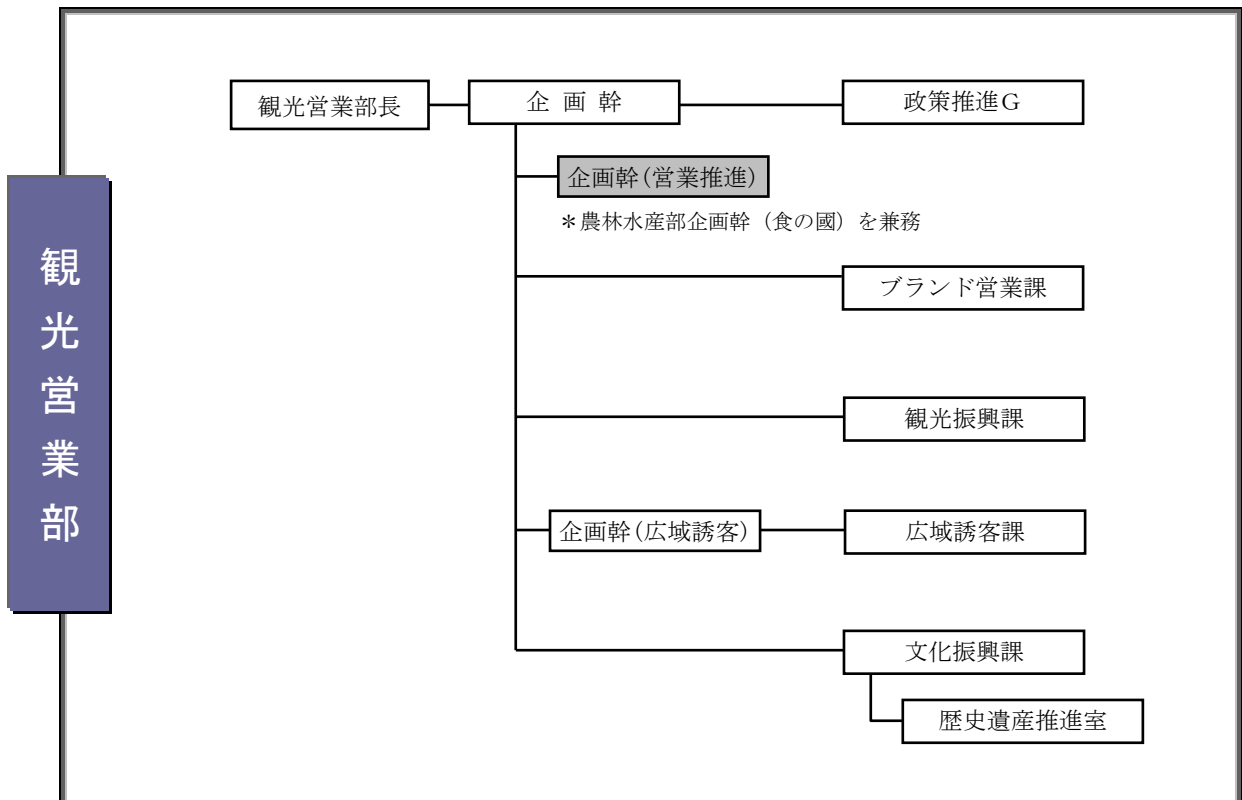 観光営業部
観光営業部長
企画幹
政策推進G
企画幹(営業推進)
＊農林水産部企画幹（食の國）を兼務
ブランド営業課
観光振興課
企画幹(広域誘客)
広域誘客課
文化振興課
歴史遺産推進室